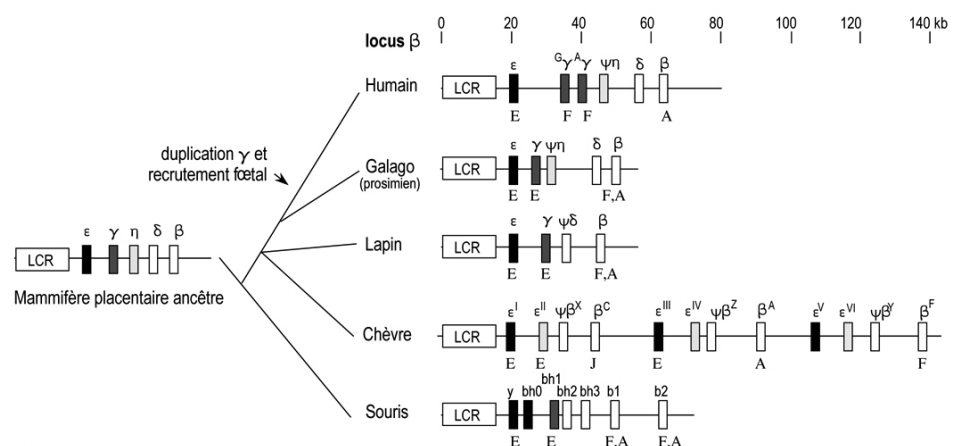 0 20 40 60 80 100 120 140 kb
locus β
ε Gγ Aγ ψη δ β
Humain LCR
E F F A
duplication γ et
recrutement fœtal
ε γ ψη δ β
Galago LCR
(prosimien)
E E F,A
ε γ η δ β
LCR
Mammifère placentaire ancêtre
ε γ ψδ β
Lapin LCR
E E F,A
εI εII ψβX βC εIII εIV ψβZ βA εV εVI ψβY βF
Chèvre LCR
E E J E A F
y bh0 bh1 bh2 bh3 b1 b2
Souris LCR
E E F,A F,A